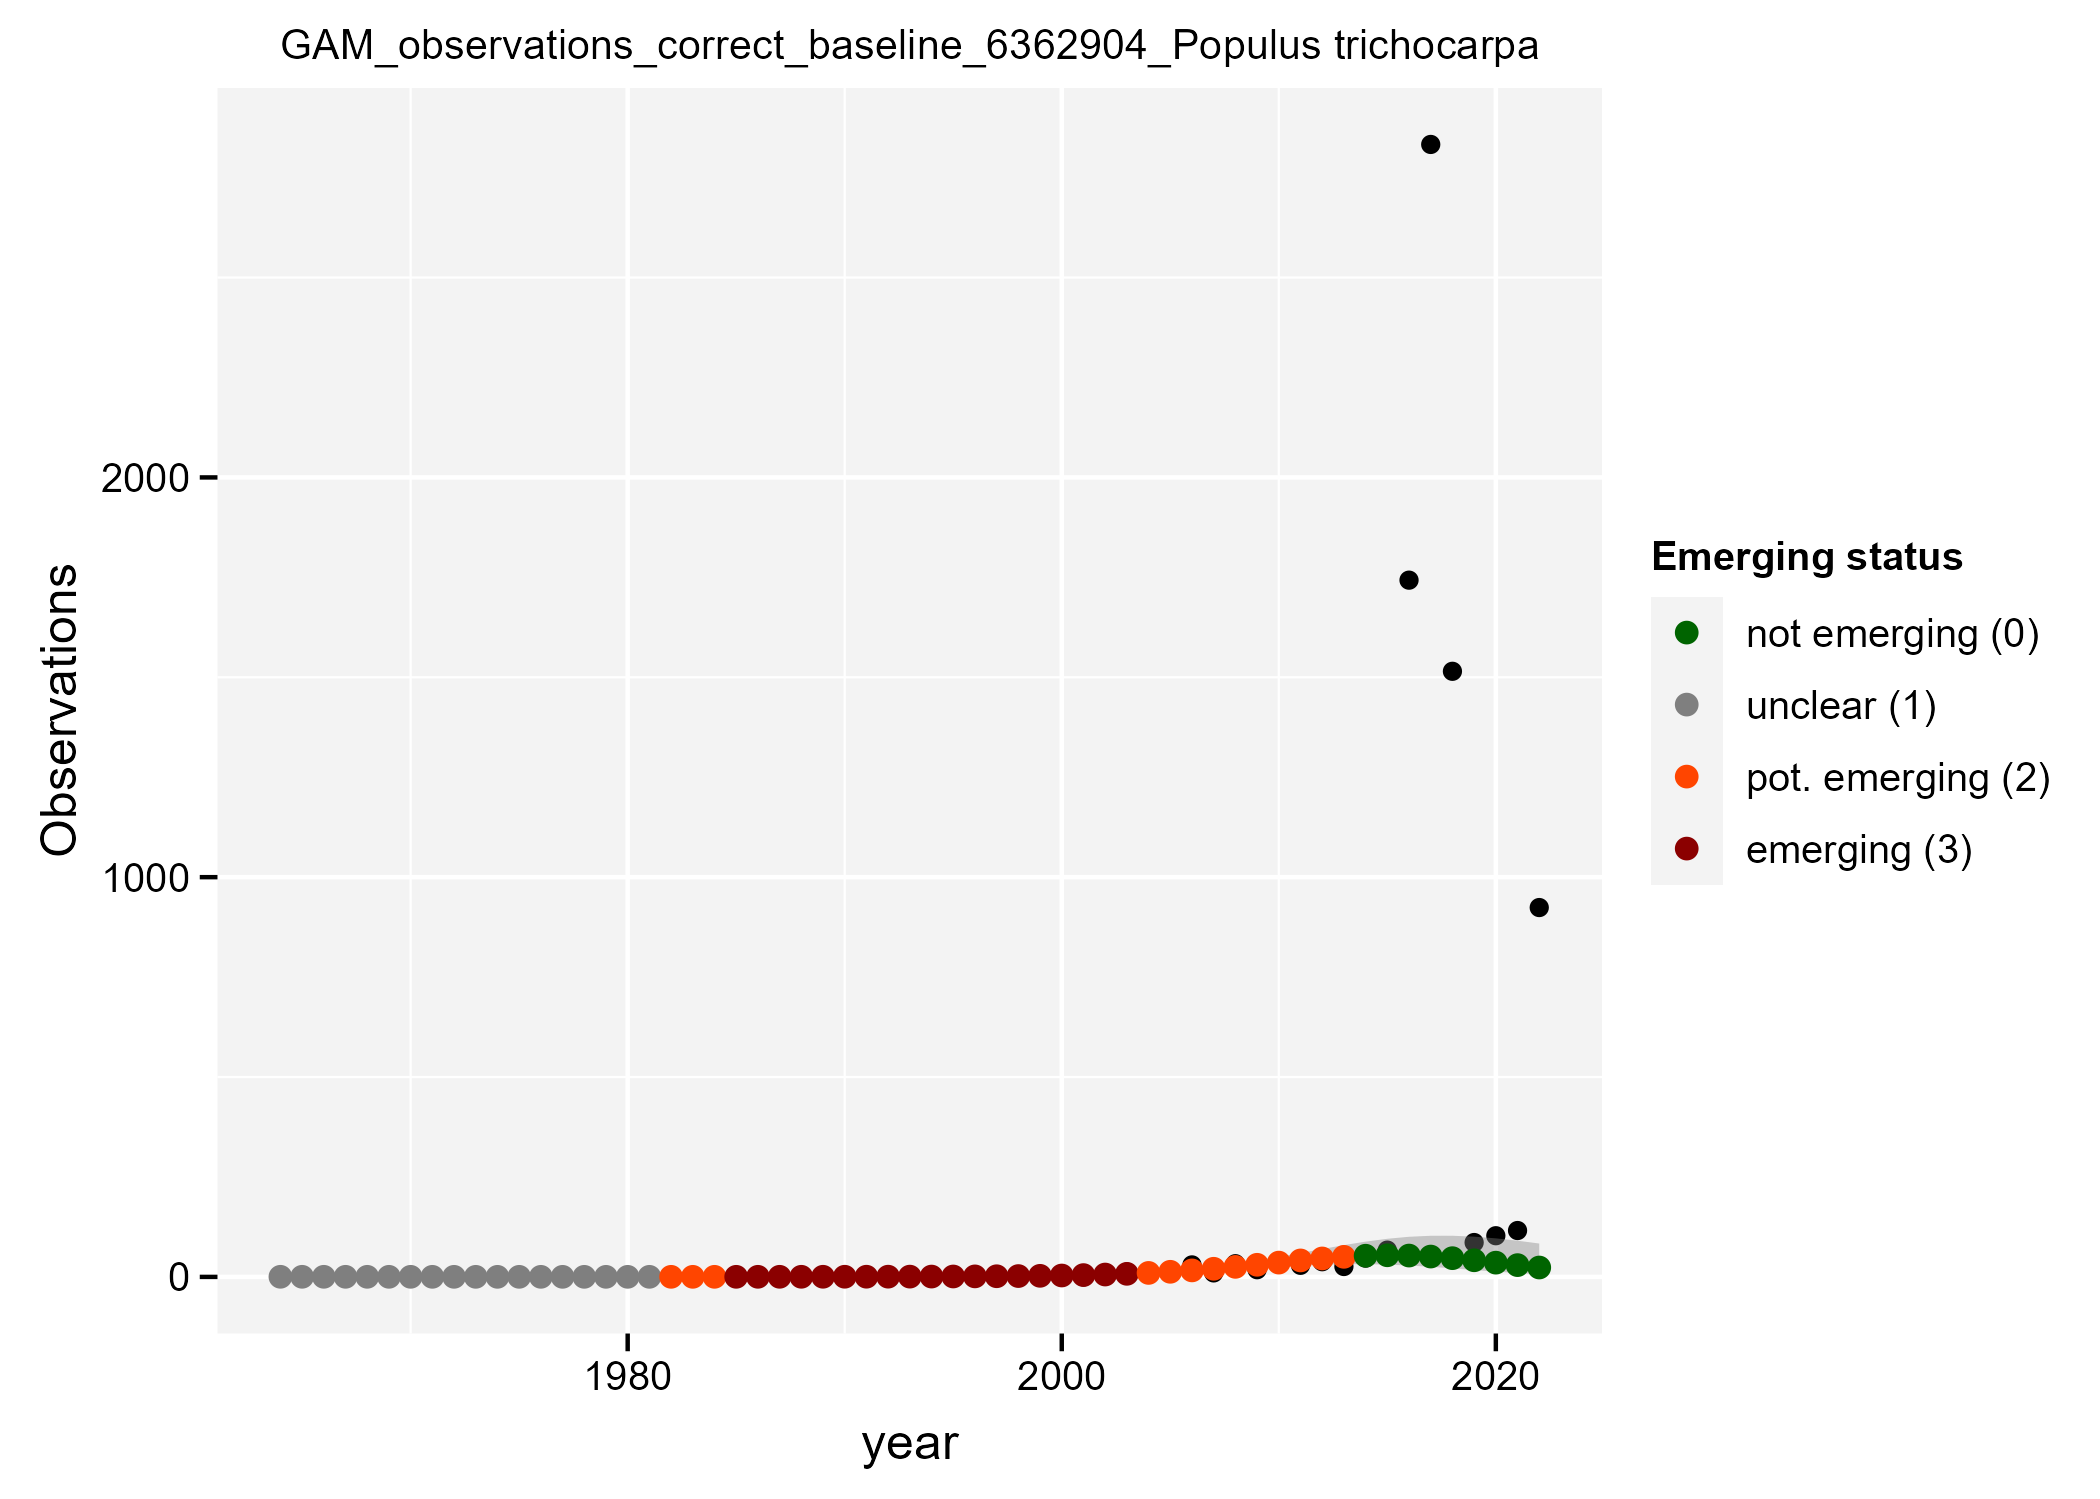 GAM_observations_correct_baseline_6362904_Populus trichocarpa
Observations
2000
1000
0
1980
2000
2020
year
Emerging status
not emerging (0)
unclear (1)
pot. emerging (2)
emerging (3)